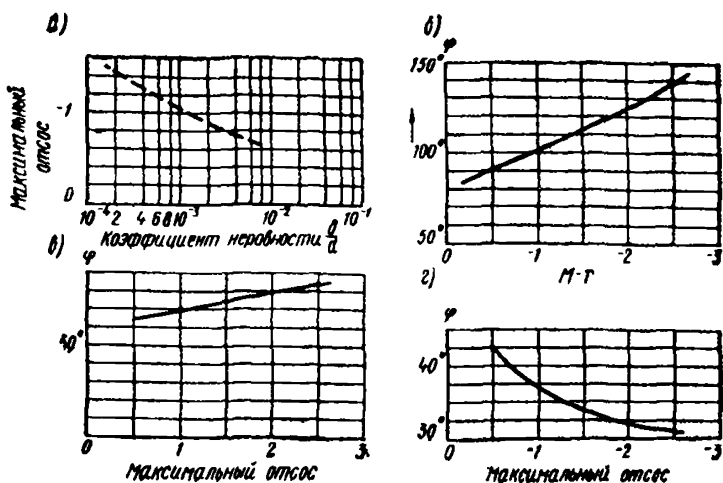 а)
Максимальный
отсос
-1
0
10⁻⁴ 2 4 6 8 10⁻³ 10⁻² 10⁻¹
Коэффициент неровности
б)
φ
150°
100°
50°
0 -1 -2 -3
М-Т
в)
φ
40°
0 1 2 3
Максимальный отсос
г)
φ
40°
30°
0 -1 -2 -3
Максимальный отсос